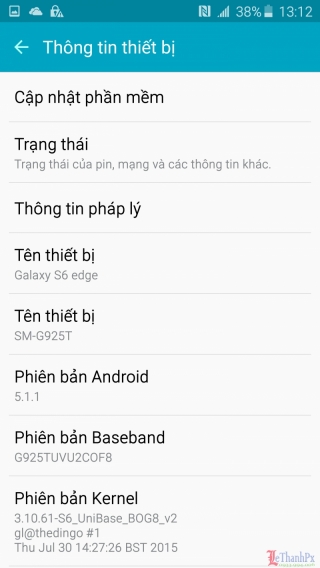 38% 13:12
Thông tin thiết bị
Cập nhật phần mềm
Trạng thái
Trạng thái của pin, mạng và các thông tin khác.
Thông tin pháp lý
Tên thiết bị
Galaxy S6 edge
Tên thiết bị
SM-G925T
Phiên bản Android
5.1.1
Phiên bản Baseband
G925TUVU2COF8
Phiên bản Kernel
3.10.61-S6_UniBase_BOG8_v2
gl@thedingo #1
Thu Jul 30 14:27:26 BST 2015
LeThanhPx